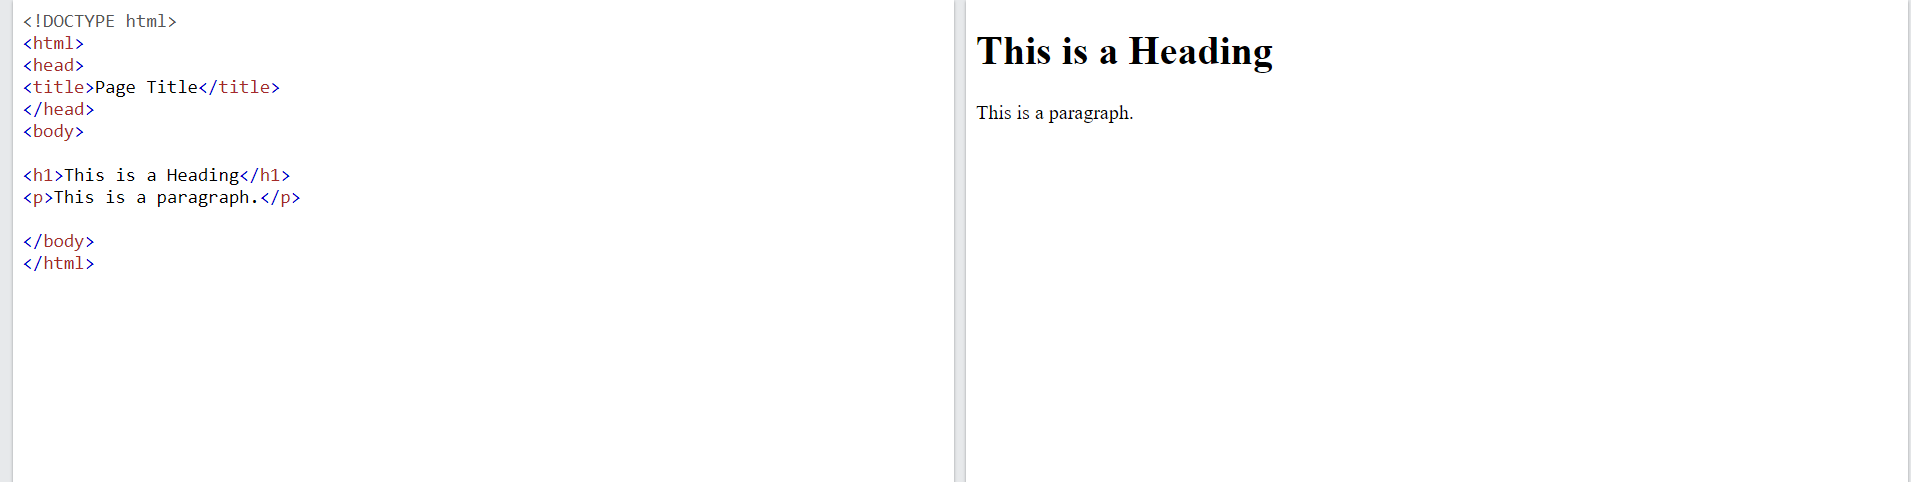 <!DOCTYPE html>
<html>
<head>
<title>Page Title</title>
</head>
<body>
<h1>This is a Heading</h1>
<p>This is a paragraph.</p>
</body>
</html>
This is a Heading
This is a paragraph.